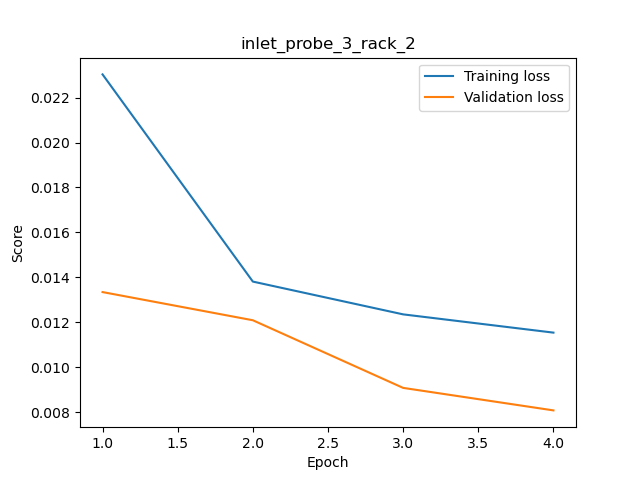 inlet_probe_3_rack_2
Training loss
Validation loss
0.022
0.020
0.018
0.016
0.014
0.012
0.010
0.008
Score
1.0 1.5 2.0 2.5 3.0 3.5 4.0
Epoch